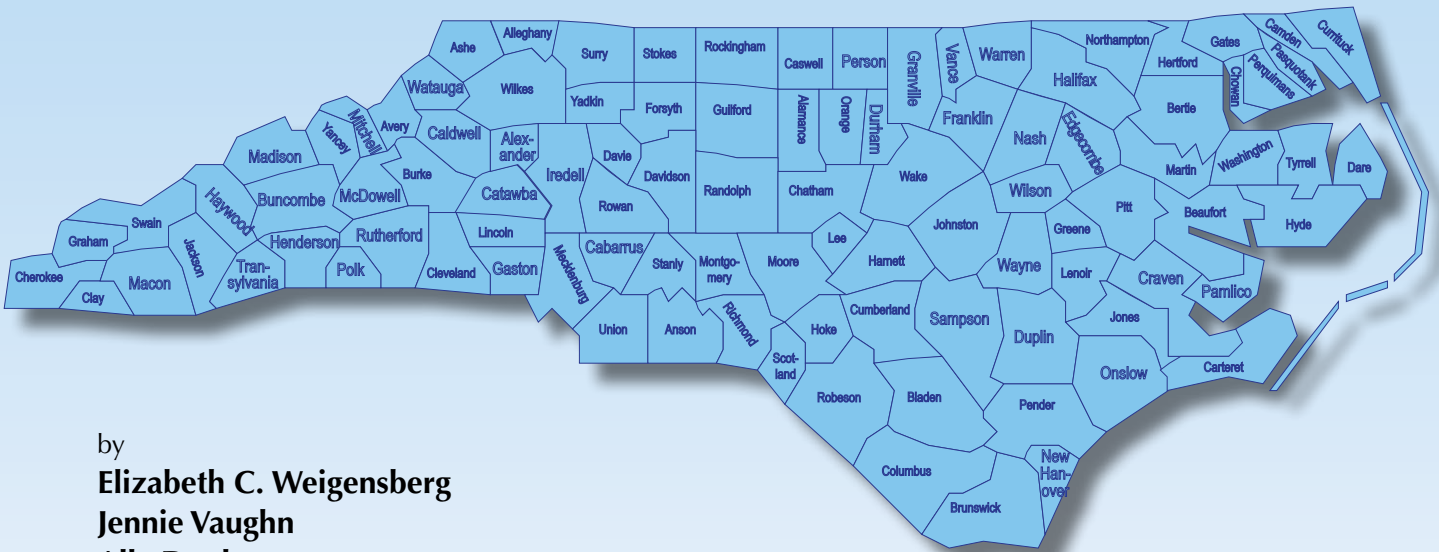 Ashe
Alleghany
Surry
Stokes
Rockingham
Caswell
Person
Granville
Vance
Warren
Northampton
Gates
Camden
Currituck
Pasquotank
Perquimans
Chowan
Hertford
Halifax
Bertie
Watauga
Wilkes
Yadkin
Forsyth
Guilford
Alamance
Orange
Durham
Franklin
Nash
Edgecombe
Martin
Washington
Tyrrell
Dare
Mitchell
Yancey
Avery
Caldwell
Alex-
ander
Iredell
Davie
Davidson
Randolph
Chatham
Wake
Wilson
Pitt
Beaufort
Hyde
Madison
Buncombe
McDowell
Burke
Catawba
Rowan
Johnston
Greene
Haywood
Swain
Graham
Jackson
Henderson
Rutherford
Lincoln
Cabarrus
Stanly
Montgo-
mery
Moore
Lee
Harnett
Wayne
Lenoir
Craven
Pamlico
Cherokee
Clay
Macon
Tran-
sylvania
Polk
Cleveland
Gaston
Mecklenburg
Union
Anson
Richmond
Scot-
land
Hoke
Cumberland
Sampson
Duplin
Jones
Onslow
Carteret
Robeson
Bladen
Pender
Columbus
Brunswick
New
Han-
over
by
Elizabeth C. Weigensberg
Jennie Vaughn